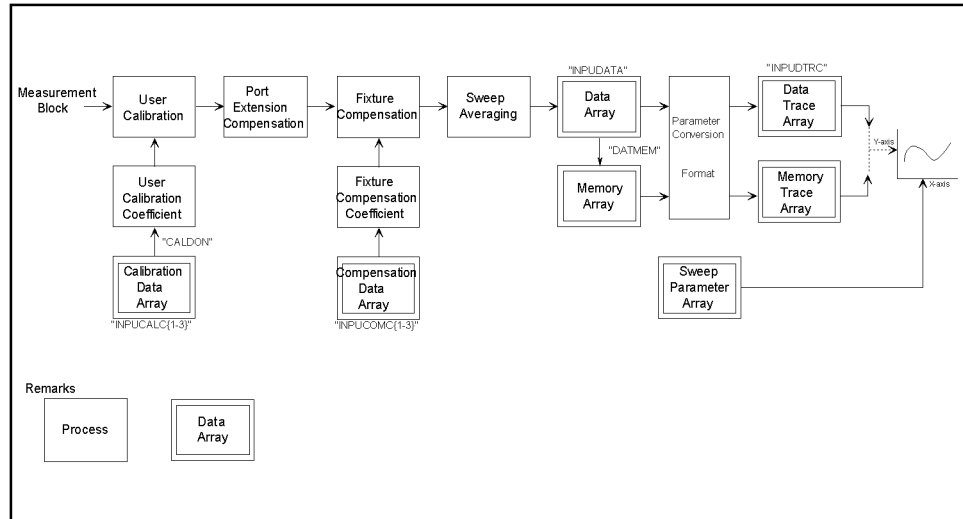 "INPUDATA"
"INPUDTRC"
Measurement
Block
User
Calibration
Port
Extension
Compensation
Fixture
Compensation
Sweep
Averaging
Data
Array
Parameter
Conversion
Format
Data
Trace
Array
"DATMEM"
Y-axis
X-axis
User
Calibration
Coefficient
Fixture
Compensation
Coefficient
Memory
Array
Memory
Trace
Array
"CALDON"
Calibration
Data
Array
Compensation
Data
Array
Sweep
Parameter
Array
"INPUCALC{1-3}"
"INPUCOMC{1-3}"
Remarks
Process
Data
Array